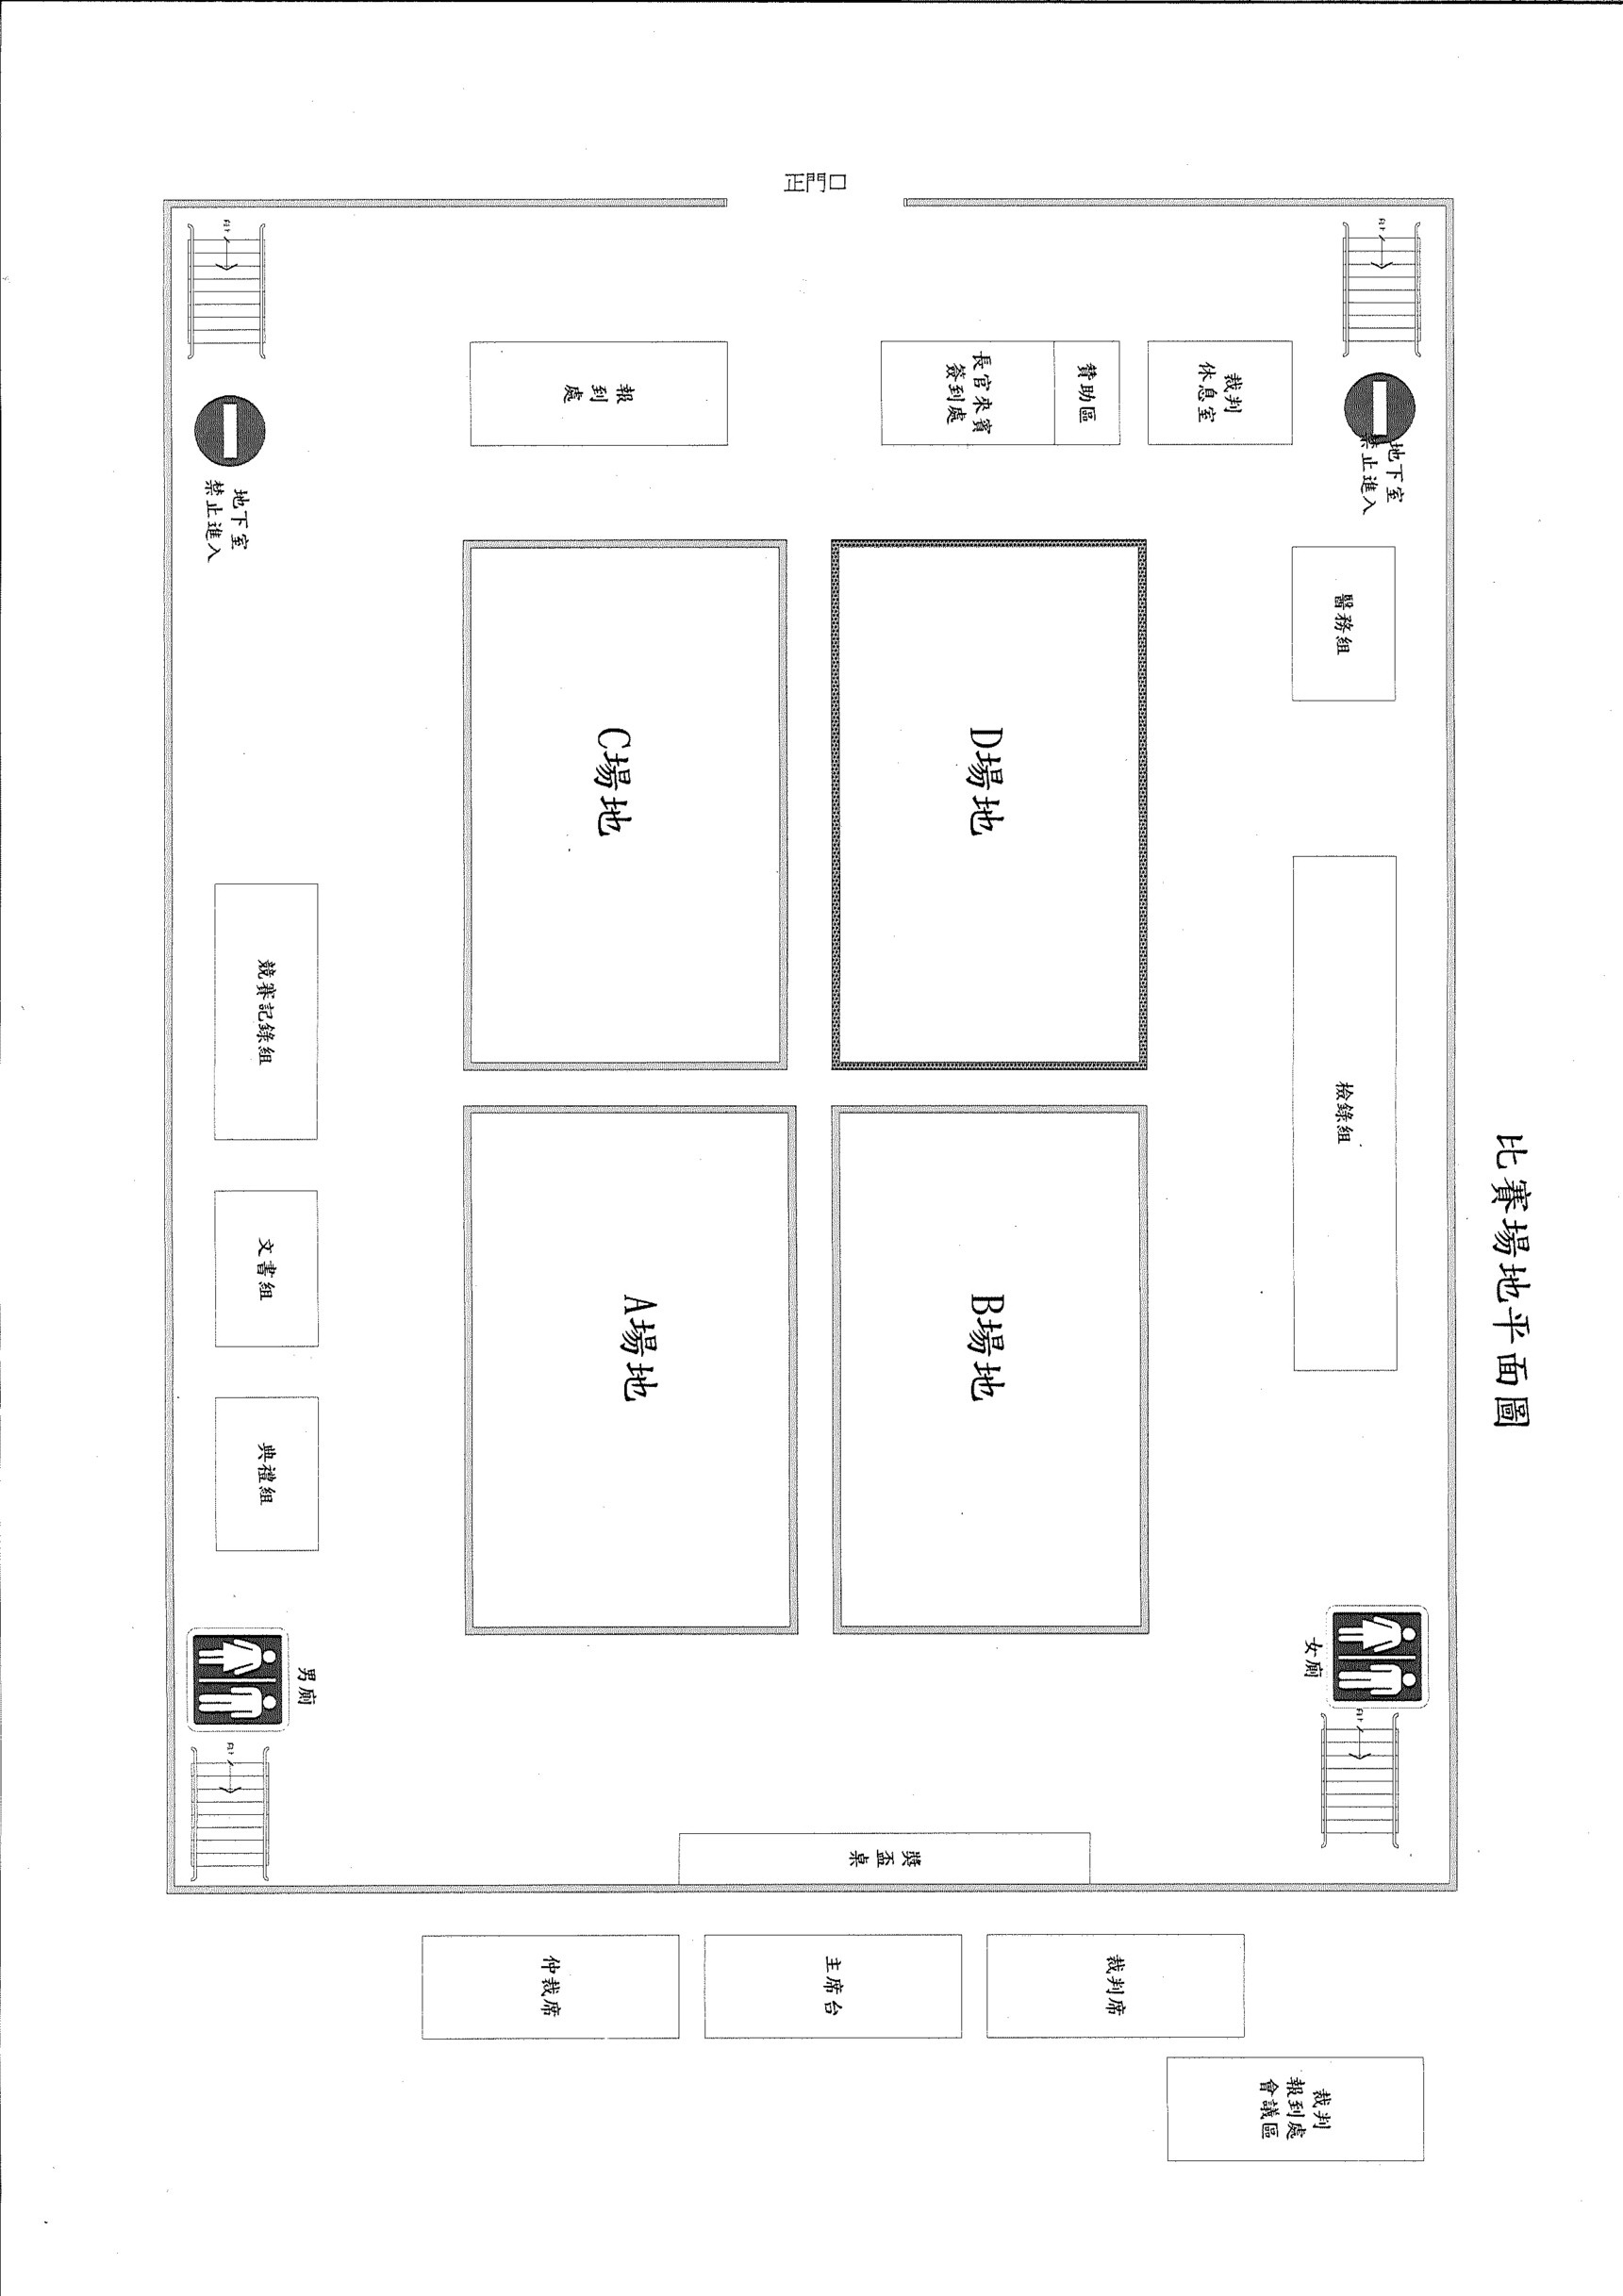 比賽場地平面圖
正門口
裁判
休息室
贊助區
長官來賓
簽到處
報
到
處
地下室
禁止進入
地下室
禁止進入
醫務組
檢錄組
D場地
C場地
B場地
A場地
競賽記錄組
文書組
典禮組
女廁
男廁
獎
盃
桌
裁判席
主席台
仲裁席
裁判
報到處
會議區